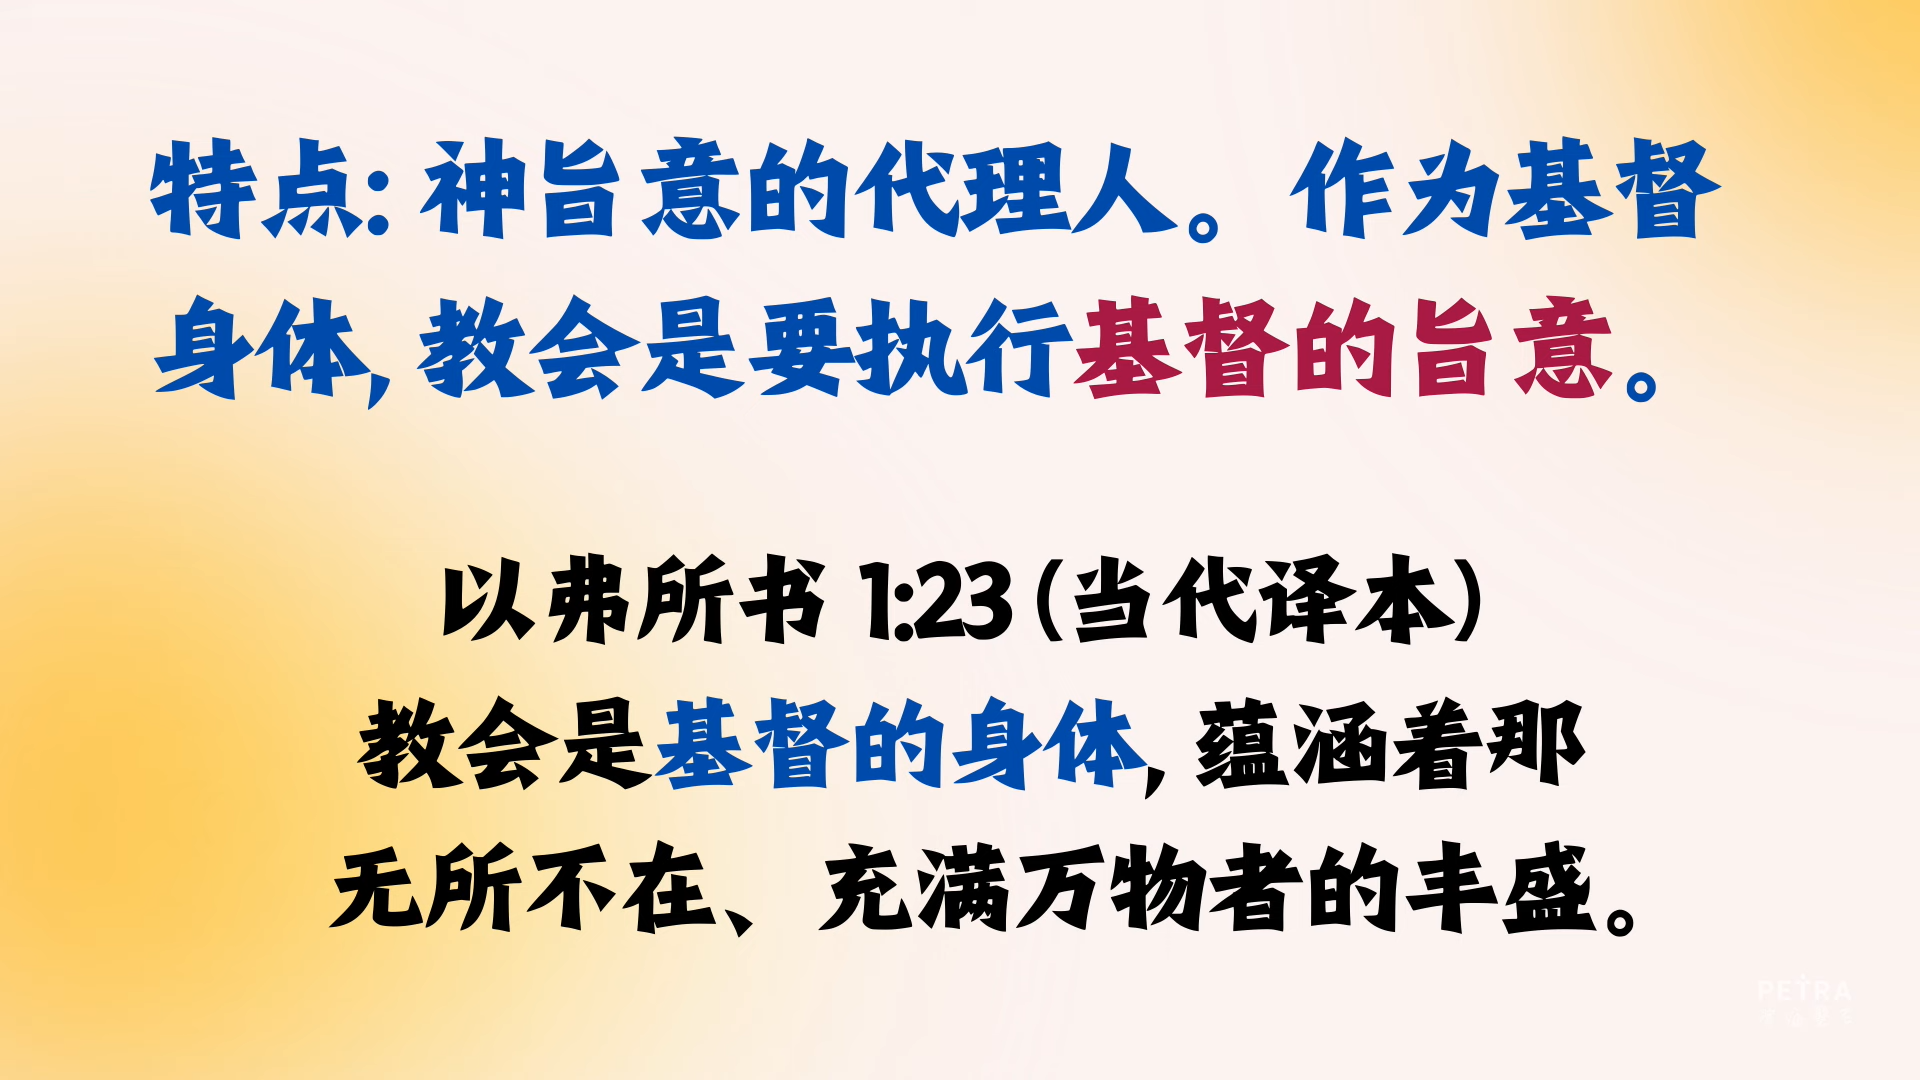 特点: 神旨意的代理人。作为基督
身体, 教会是要执行基督的旨意。
以弗所书 1:23 (当代译本)
教会是基督的身体, 蕴涵着那
无所不在、充满万物者的丰盛。
PETRA